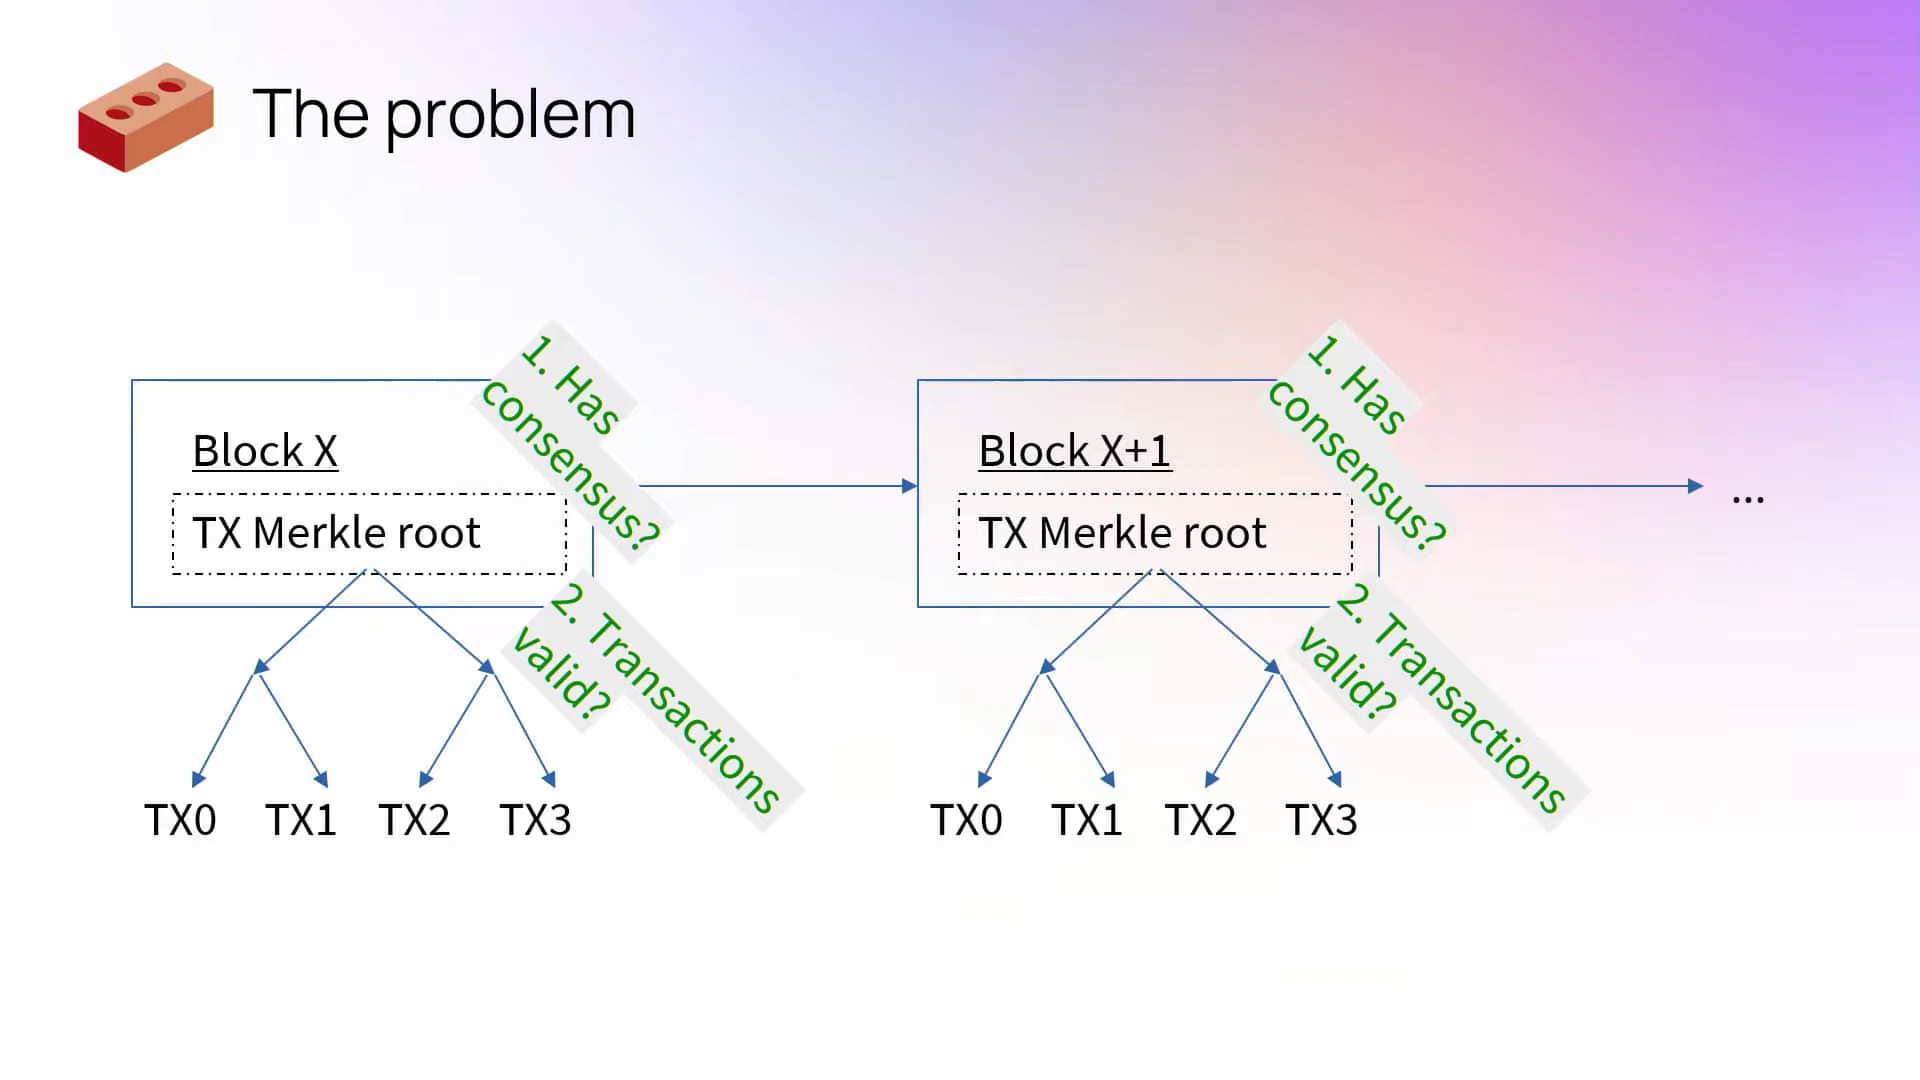 The problem
1. Has
consensus?
Block X
TX Merkle root
2. Transactions
valid?
TX0 TX1 TX2 TX3
1. Has
consensus?
Block X+1
TX Merkle root
2. Transactions
valid?
TX0 TX1 TX2 TX3
...